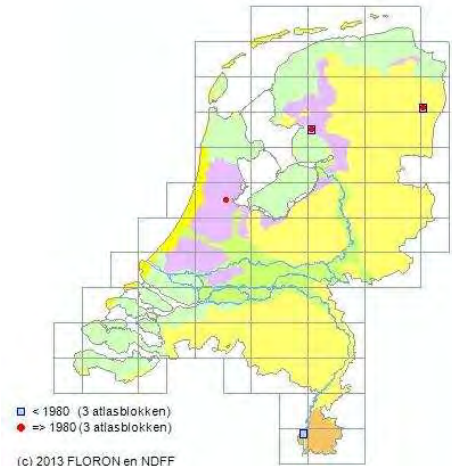 < 1980 (3 atlasblokken)
=> 1980 (3 atlasblokken)
(c) 2013 FLORON en NDFF